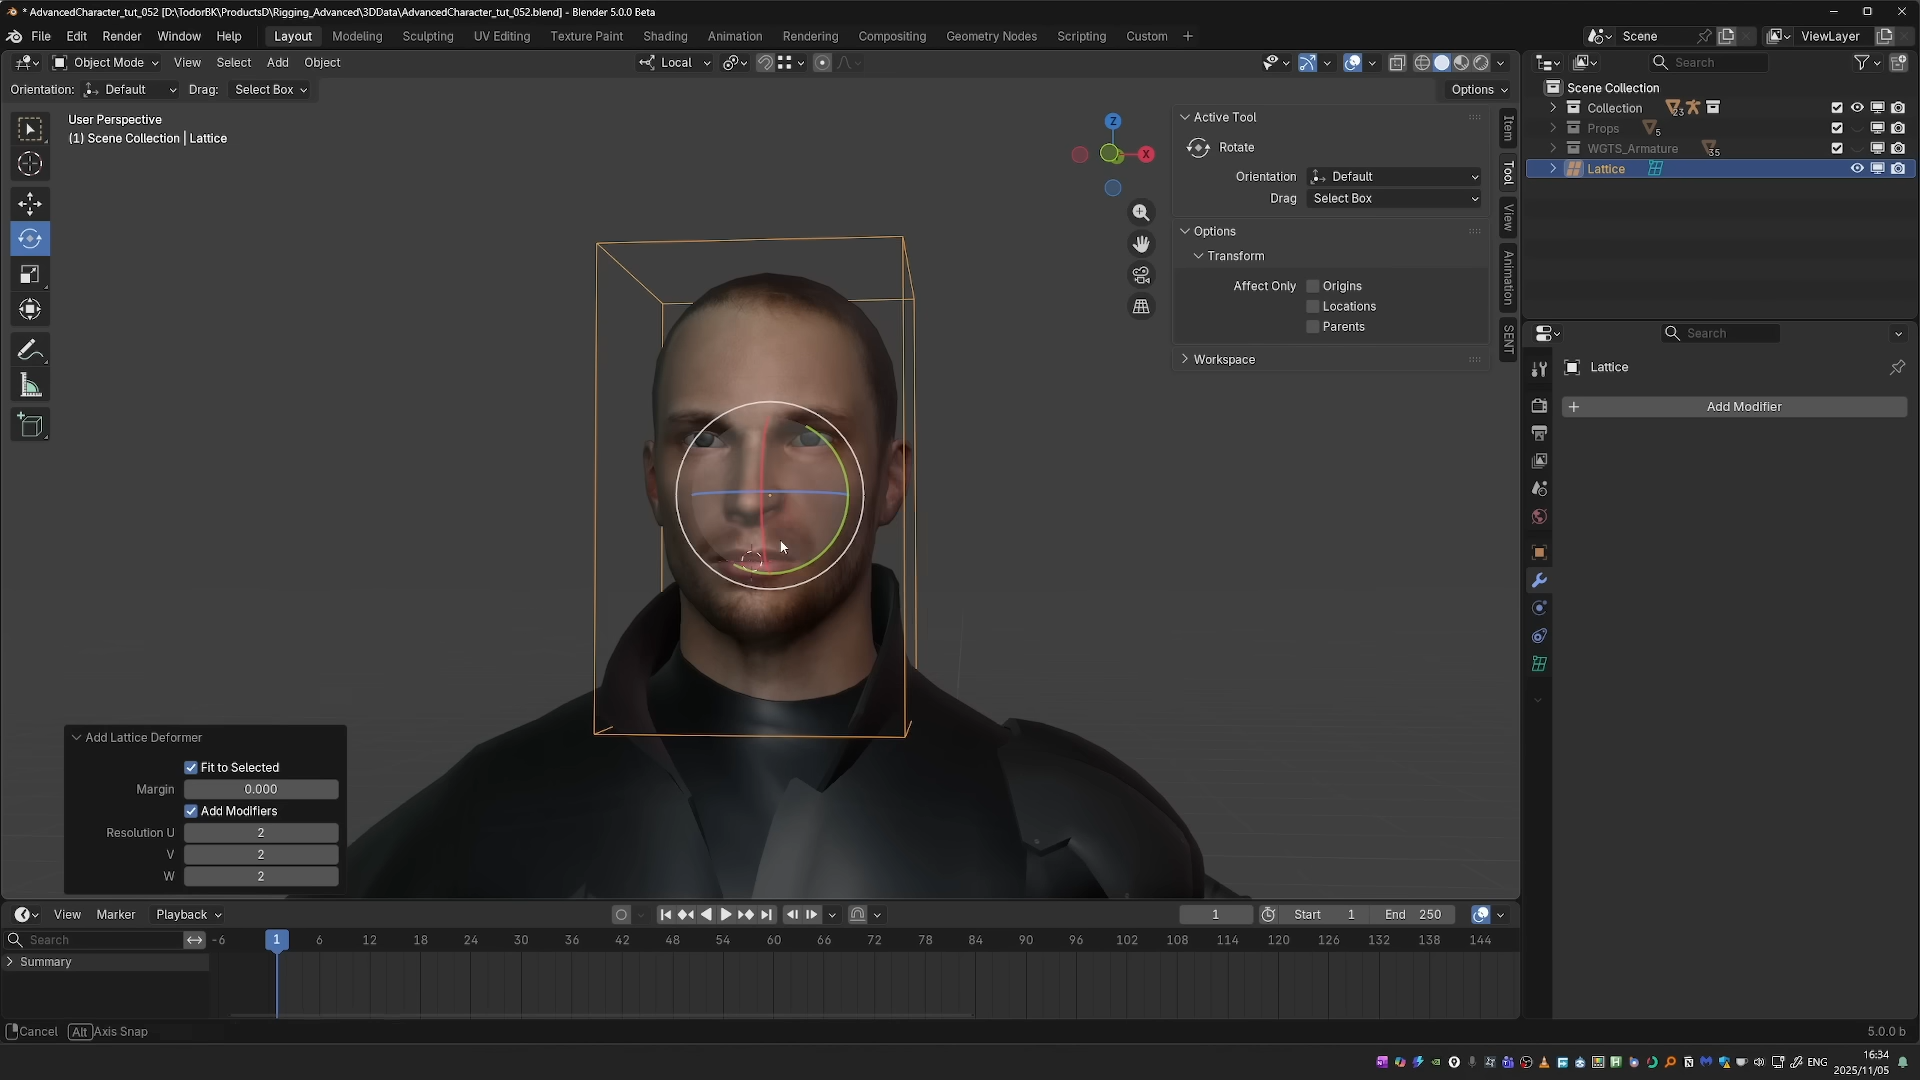 * AdvancedCharacter_tut_052 [D:\TodorBK\ProductsD\Rigging_Advanced\3DData\AdvancedCharacter_tut_052.blend] - Blender 5.0.0 Beta
File Edit Render Window Help Layout Modeling Sculpting UV Editing Texture Paint Shading Animation Rendering Compositing Geometry Nodes Scripting Custom + Scene ViewLayer
Object Mode View Select Add Object Local Search
Orientation: Default Drag: Select Box Options
Scene Collection
Collection 23
Props 5
WGTS_Armature 35
Lattice
User Perspective
(1) Scene Collection | Lattice
Z
X
Active Tool
Rotate
Orientation Default
Drag Select Box
Options
Transform
Affect Only Origins
Locations
Parents
Workspace
Item
Tool
View
Animation
SENT
Search
Lattice
+ Add Modifier
Add Lattice Deformer
Fit to Selected
Margin 0.000
Add Modifiers
Resolution U 2
V 2
W 2
View Marker Playback 1 Start 1 End 250
Search -6 1 6 12 18 24 30 36 42 48 54 60 66 72 78 84 90 96 102 108 114 120 126 132 138 144
Summary
Cancel Alt Axis Snap 5.0.0 b
ENG 16:34
2025/11/05